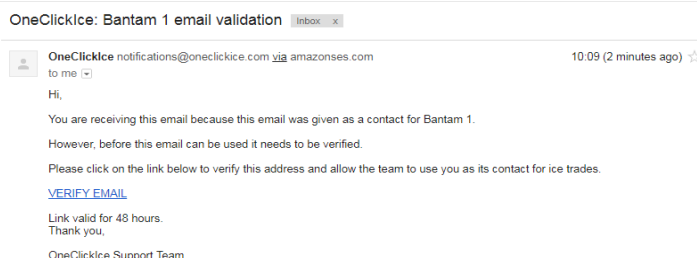 OneClickIce: Bantam 1 email validation Inbox x
OneClickIce notifications@oneclickice.com via amazonses.com 10:09 (2 minutes ago)
to me
Hi,
You are receiving this email because this email was given as a contact for Bantam 1.
However, before this email can be used it needs to be verified.
Please click on the link below to verify this address and allow the team to use you as its contact for ice trades.
VERIFY EMAIL
Link valid for 48 hours.
Thank you,
OneClickIce Support Team